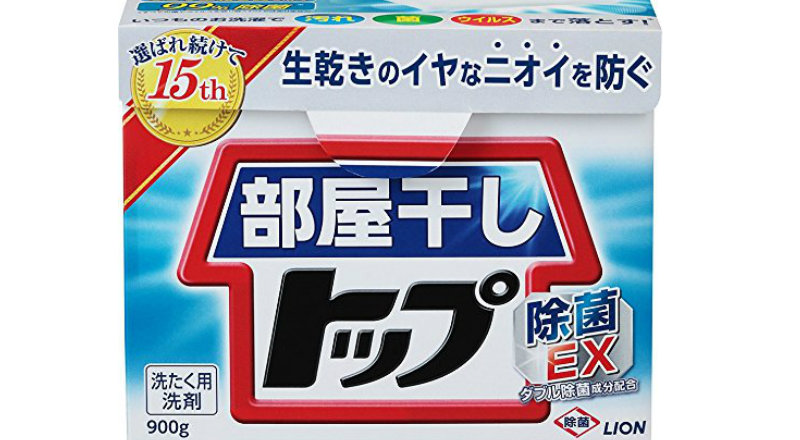 99%除菌
いつものお洗濯で 汚れ 菌 ウイルス まで落とす!
選ばれ続けて
15th
生乾きのイヤなニオイを防ぐ
部屋干し
トップ
除菌
EX
ダブル除菌成分配合
洗たく用
洗剤
900g
除菌 LION